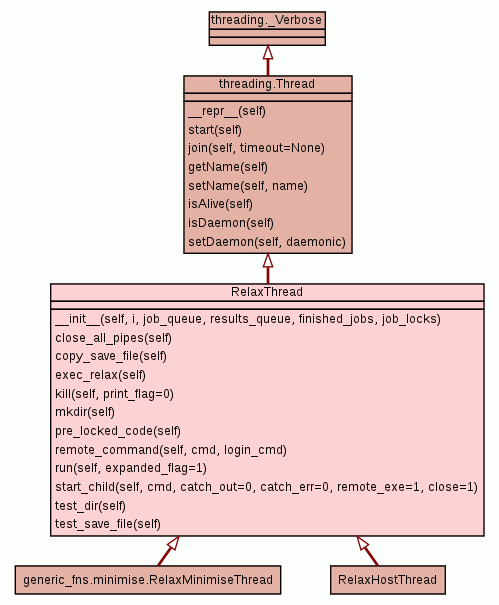 threading._Verbose
threading.Thread
__repr__(self)
start(self)
join(self, timeout=None)
getName(self)
setName(self, name)
isAlive(self)
isDaemon(self)
setDaemon(self, daemonic)
RelaxThread
__init__(self, i, job_queue, results_queue, finished_jobs, job_locks)
close_all_pipes(self)
copy_save_file(self)
exec_relax(self)
kill(self, print_flag=0)
mkdir(self)
pre_locked_code(self)
remote_command(self, cmd, login_cmd)
run(self, expanded_flag=1)
start_child(self, cmd, catch_out=0, catch_err=0, remote_exe=1, close=1)
test_dir(self)
test_save_file(self)
generic_fns.minimise.RelaxMinimiseThread
RelaxHostThread